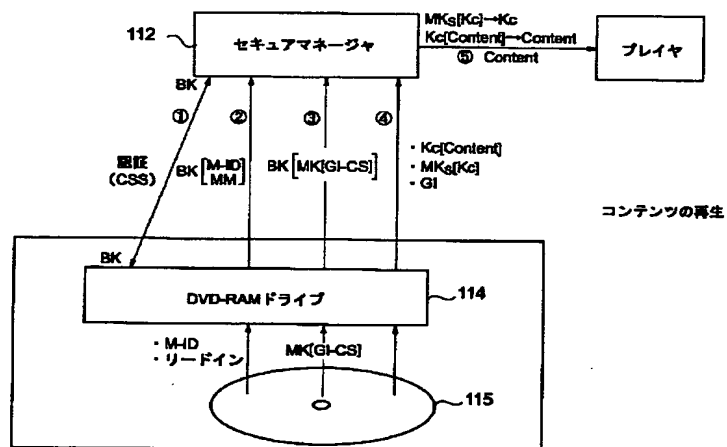 112
セキュアマネージャ
MKS[Kc]→Kc
Kc[Content]→Content
⑤ Content
プレイヤ
BK
①
②
③
④
認証
(CSS)
BK[M-ID
MM]
BK[MK[GI-CS]]
・Kc[Content]
・MKS[Kc]
・GI
コンテンツの再生
BK
DVD-RAMドライブ
114
・M-ID
・リードイン
MK[GI-CS]
115